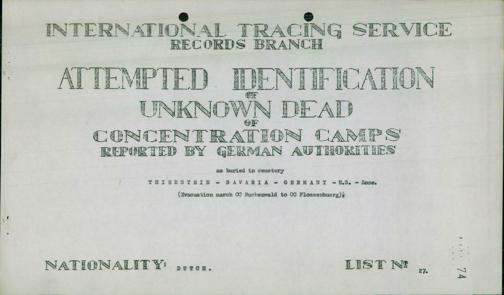 INTERNATIONAL TRACING SERVICE
RECORDS BRANCH
ATTEMPTED IDENTIFICATION
OF
UNKNOWN DEAD
OF
CONCENTRATION CAMPS
REPORTED BY GERMAN AUTHORITIES
as buried in cemetery
THIERSTEIN - BAVARIA - GERMANY - U.S. - Zone.
(Evacuation march CC Buchenwald to CC Flossenbuerg)
NATIONALITY: DUTCH. LIST Nº 27.
74